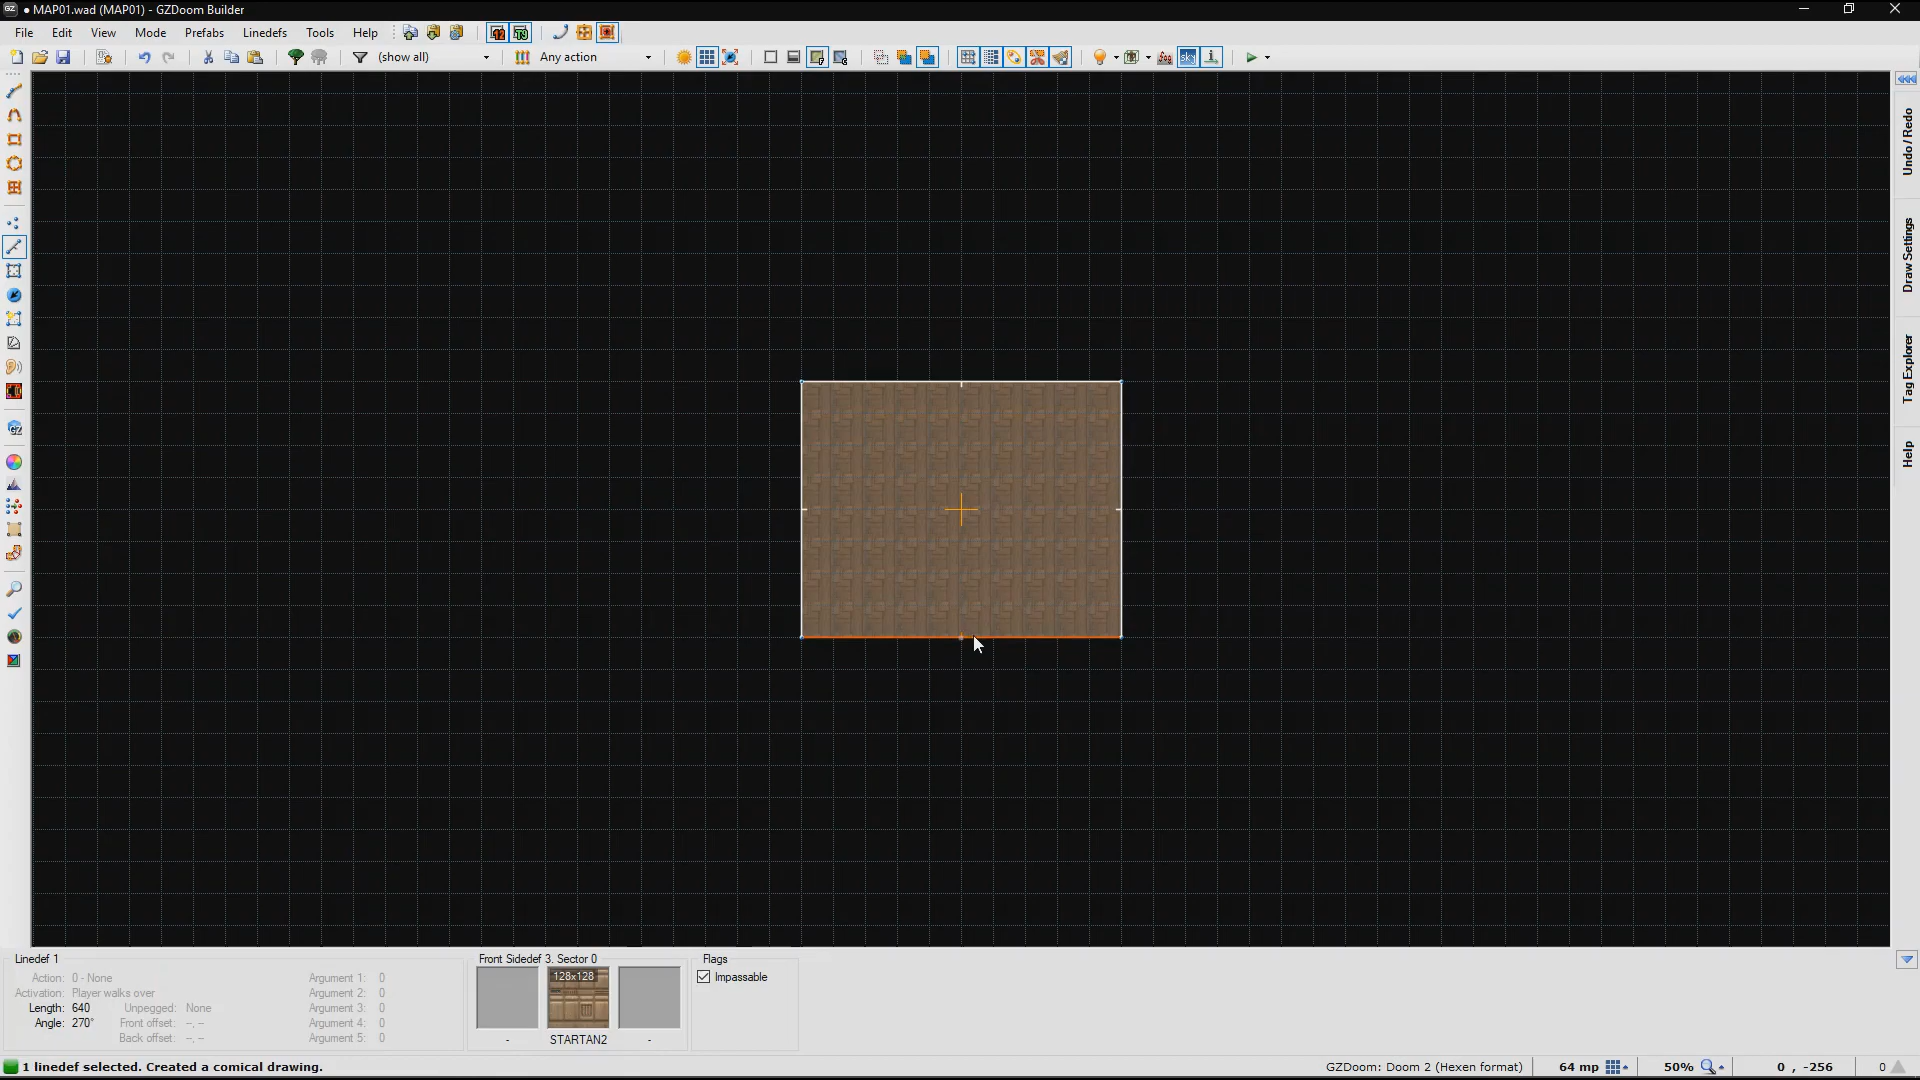 MAP01.wad (MAP01) - GZDoom Builder
File Edit View Mode Prefabs Linedefs Tools Help
(show all) Any action
Undo / Redo
Draw Settings
Tag Explorer
Help
Linedef 1
Action: 0 - None
Activation: Player walks over
Length: 640 Unpegged: None
Angle: 270° Front offset: --, --
Back offset: --, --
Argument 1: 0
Argument 2: 0
Argument 3: 0
Argument 4: 0
Argument 5: 0
Front Sidedef 3. Sector 0
128x128
- STARTAN2 -
Flags
Impassable
1 linedef selected. Created a comical drawing.
GZDoom: Doom 2 (Hexen format) 64 mp 50% 0 , -256 0